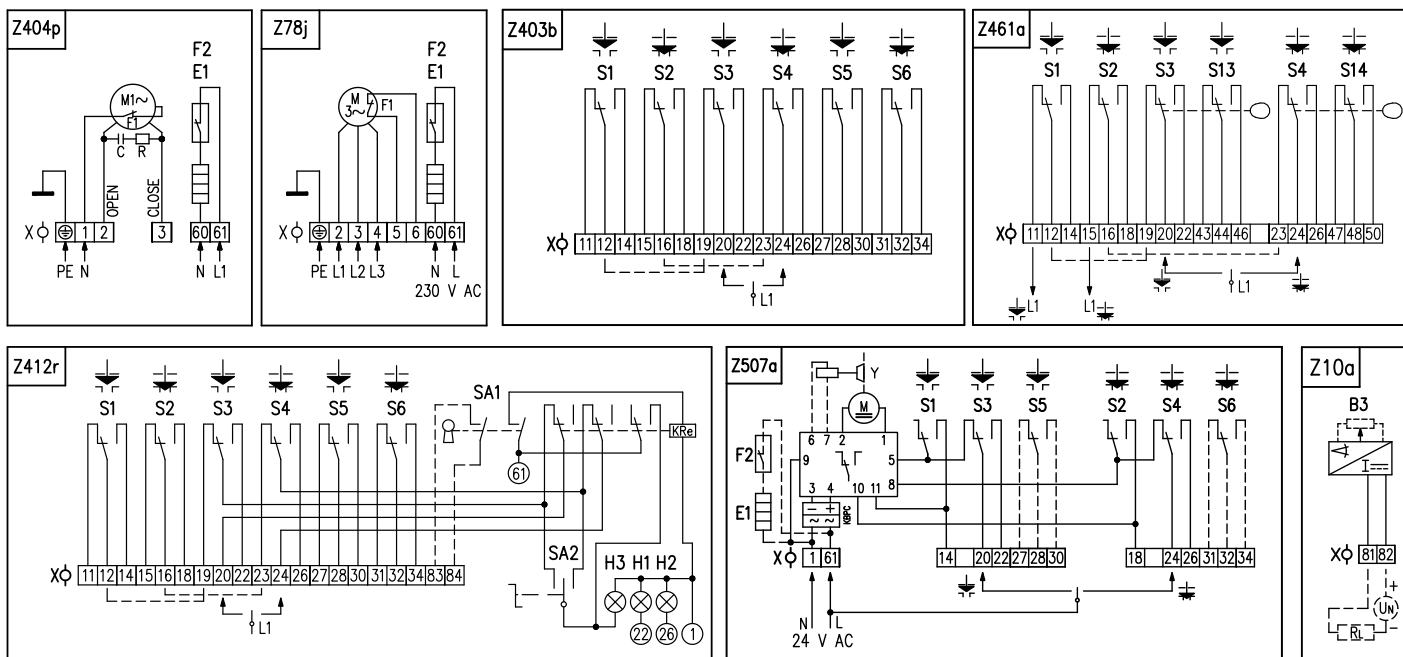 Z404p
M1~
F1
C R
OPEN
CLOSE
F2
E1
X
1 2 3 60 61
PE N N L1
Z78j
M
3~
F1
F2
E1
X
2 3 4 5 6 60 61
PE L1 L2 L3 N L
230 V AC
Z403b
S1 S2 S3 S4 S5 S6
X
11 12 14 15 16 18 19 20 22 23 24 26 27 28 30 31 32 34
L1
Z461a
S1 S2 S3 S13 S4 S14
X
11 12 14 15 16 18 19 20 22 43 44 46 23 24 26 47 48 50
L1 L1 L1
Z412r
S1 S2 S3 S4 S5 S6
SA1
KRe
61
X
11 12 14 15 16 18 19 20 22 23 24 26 27 28 30 31 32 34 83 84
L1
SA2
H3 H1 H2
22 26 1
Z507a
Y
M
S1 S3 S5 S2 S4 S6
6 7 2 1
9 5
8
3 4 10 11
F2
E1
− +
~ ~
KBPC
X
1 61 14 20 22 27 28 30 18 24 26 31 32 34
N L
24 V AC
Z10a
B3
I
X
81 82
+
UN
−
RL